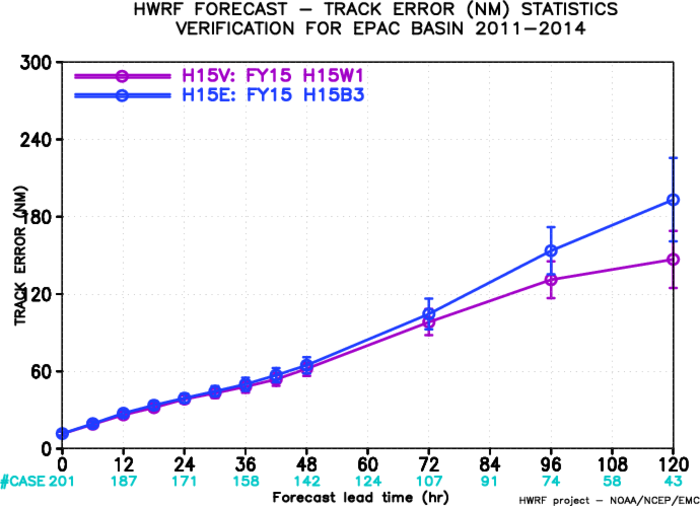 HWRF FORECAST – TRACK ERROR (NM) STATISTICS
VERIFICATION FOR EPAC BASIN 2011–2014
H15V: FY15 H15W1
H15E: FY15 H15B3
TRACK ERROR (NM)
300
240
180
120
60
0
0 12 24 36 48 60 72 84 96 108 120
#CASE 201 187 171 158 142 124 107 91 74 58 43
Forecast lead time (hr)
HWRF project – NOAA/NCEP/EMC